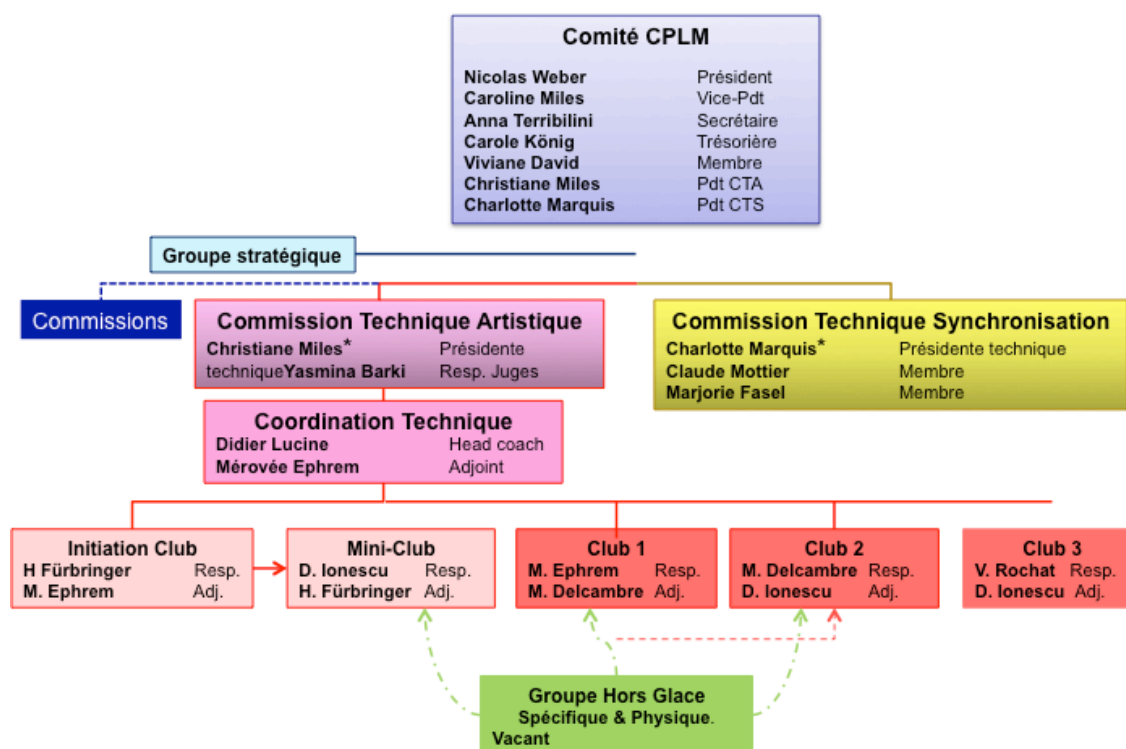 Comité CPLM
Nicolas Weber Président
Caroline Miles Vice-Pdt
Anna Terribilini Secrétaire
Carole König Trésorière
Viviane David Membre
Christiane Miles Pdt CTA
Charlotte Marquis Pdt CTS
Groupe stratégique
Commissions
Commission Technique Artistique
Christiane Miles* Présidente
techniqueYasmina Barki Resp. Juges
Commission Technique Synchronisation
Charlotte Marquis* Présidente technique
Claude Mottier Membre
Marjorie Fasel Membre
Coordination Technique
Didier Lucine Head coach
Mérovée Ephrem Adjoint
Initiation Club
H Fürbringer Resp.
M. Ephrem Adj.
Mini-Club
D. Ionescu Resp.
H. Fürbringer Adj.
Club 1
M. Ephrem Resp.
M. Delcambre Adj.
Club 2
M. Delcambre Resp.
D. Ionescu Adj.
Club 3
V. Rochat Resp.
D. Ionescu Adj.
Groupe Hors Glace
Spécifique & Physique.
Vacant